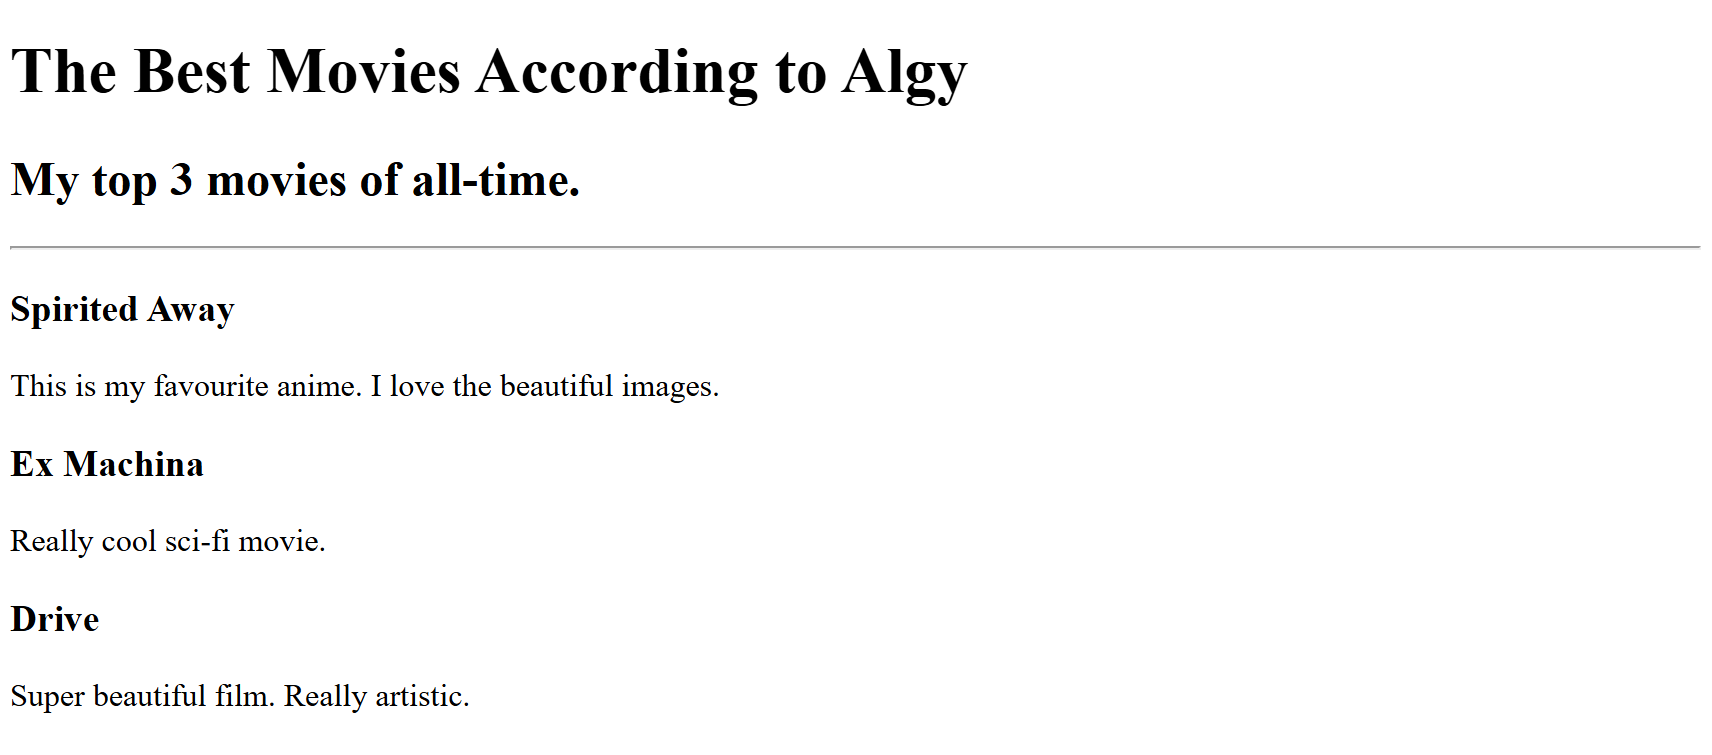 The Best Movies According to Algy
My top 3 movies of all-time.
Spirited Away
This is my favourite anime. I love the beautiful images.
Ex Machina
Really cool sci-fi movie.
Drive
Super beautiful film. Really artistic.